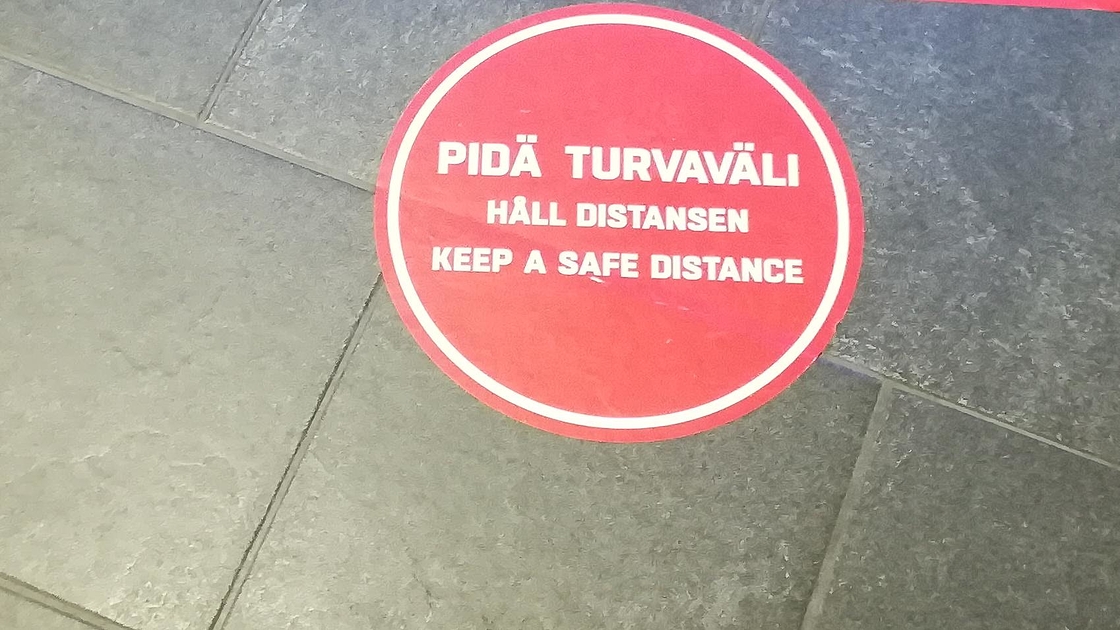 PIDÄ TURVAVÄLI
HÅLL DISTANSEN
KEEP A SAFE DISTANCE